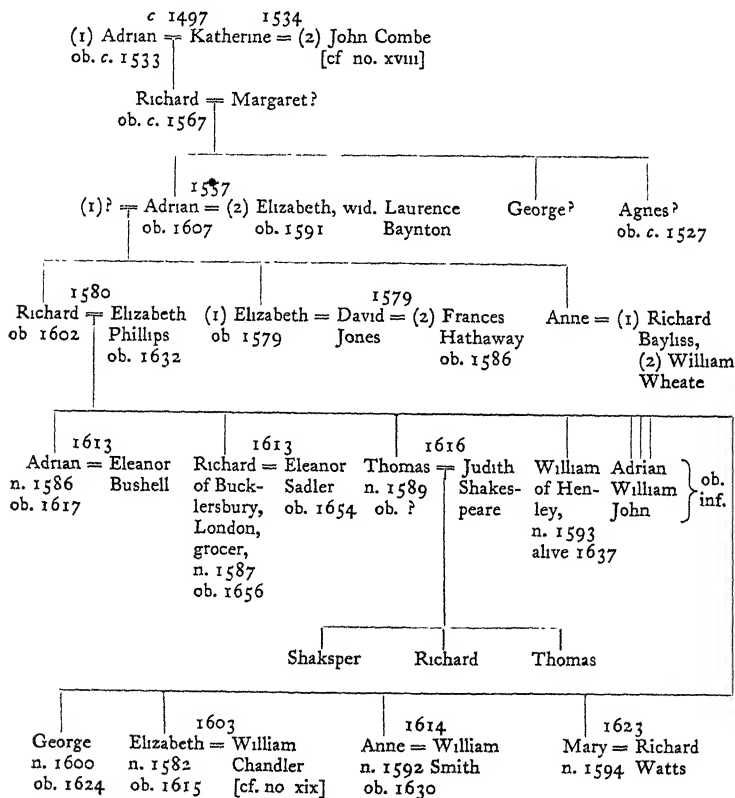 c 1497 1534
(1) Adrian = Katherine = (2) John Combe
ob. c. 1533 [cf no. xviii]
Richard = Margaret?
ob. c. 1567
1557
(1)? = Adrian = (2) Elizabeth, wid. Laurence George? Agnes?
ob. 1607 ob. 1591 Baynton ob. c. 1527
1580 1579
Richard = Elizabeth (1) Elizabeth = David = (2) Frances Anne = (1) Richard
ob 1602 Phillips ob 1579 Jones Hathaway Bayliss,
ob. 1632 ob. 1586 (2) William
Wheate
1613 1613 1616
Adrian = Eleanor Richard = Eleanor Thomas = Judith William Adrian
n. 1586 Bushell of Buck- Sadler n. 1589 Shakes- of Hen- William ob.
ob. 1617 lersbury, ob. 1654 ob. ? peare ley, John inf.
London, n. 1593
grocer, alive 1637
n. 1587
ob. 1656
Shaksper Richard Thomas
1603 1614 1623
George Elizabeth = William Anne = William Mary = Richard
n. 1600 n. 1582 Chandler n. 1592 Smith n. 1594 Watts
ob. 1624 ob. 1615 [cf. no xix] ob. 1630